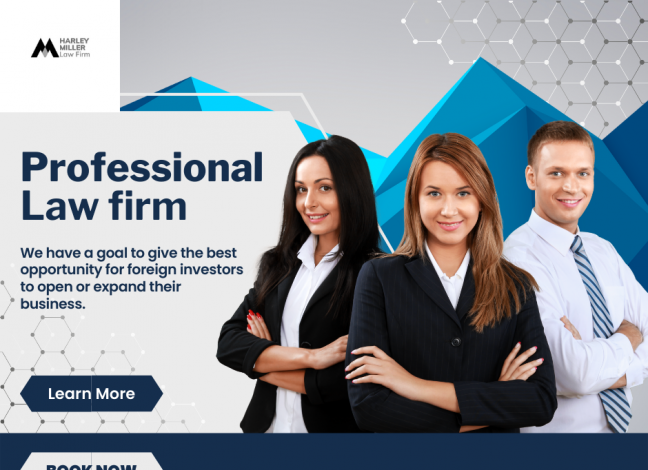 HARLEY
MILLER
Law Firm
Professional
Law firm
We have a goal to give the best
opportunity for foreign investors
to open or expand their
business.
Learn More
BOOK NOW